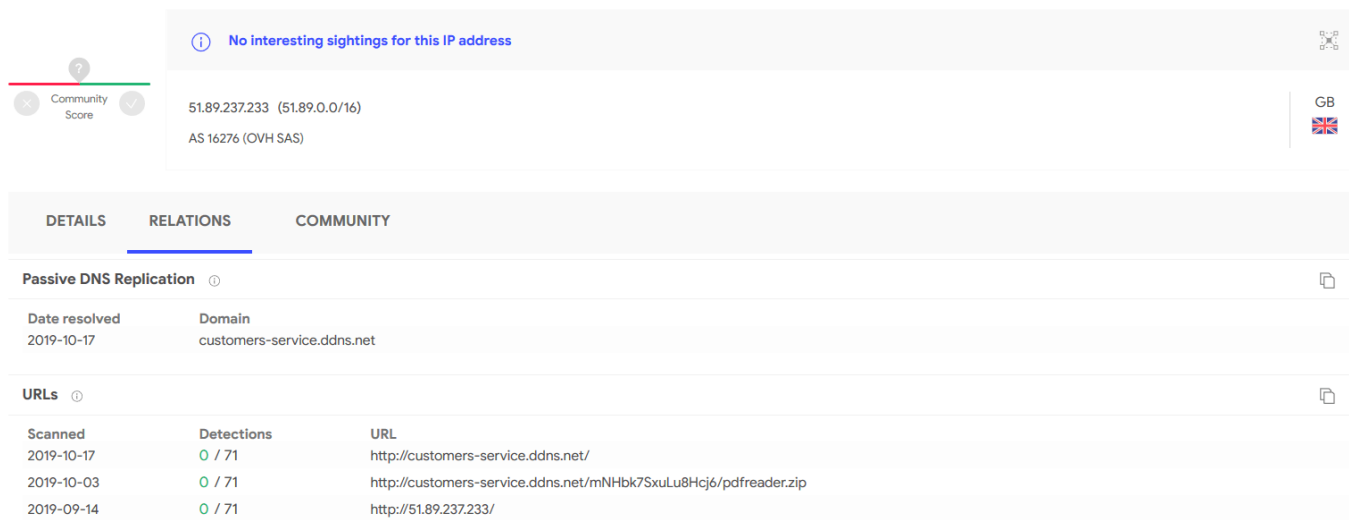 No interesting sightings for this IP address
?
Community
Score
51.89.237.233 (51.89.0.0/16)
AS 16276 (OVH SAS)
GB
DETAILS RELATIONS COMMUNITY
Passive DNS Replication
Date resolved Domain
2019-10-17 customers-service.ddns.net
URLs
Scanned Detections URL
2019-10-17 0 / 71 http://customers-service.ddns.net/
2019-10-03 0 / 71 http://customers-service.ddns.net/mNHbk7SxuLu8Hcj6/pdfreader.zip
2019-09-14 0 / 71 http://51.89.237.233/